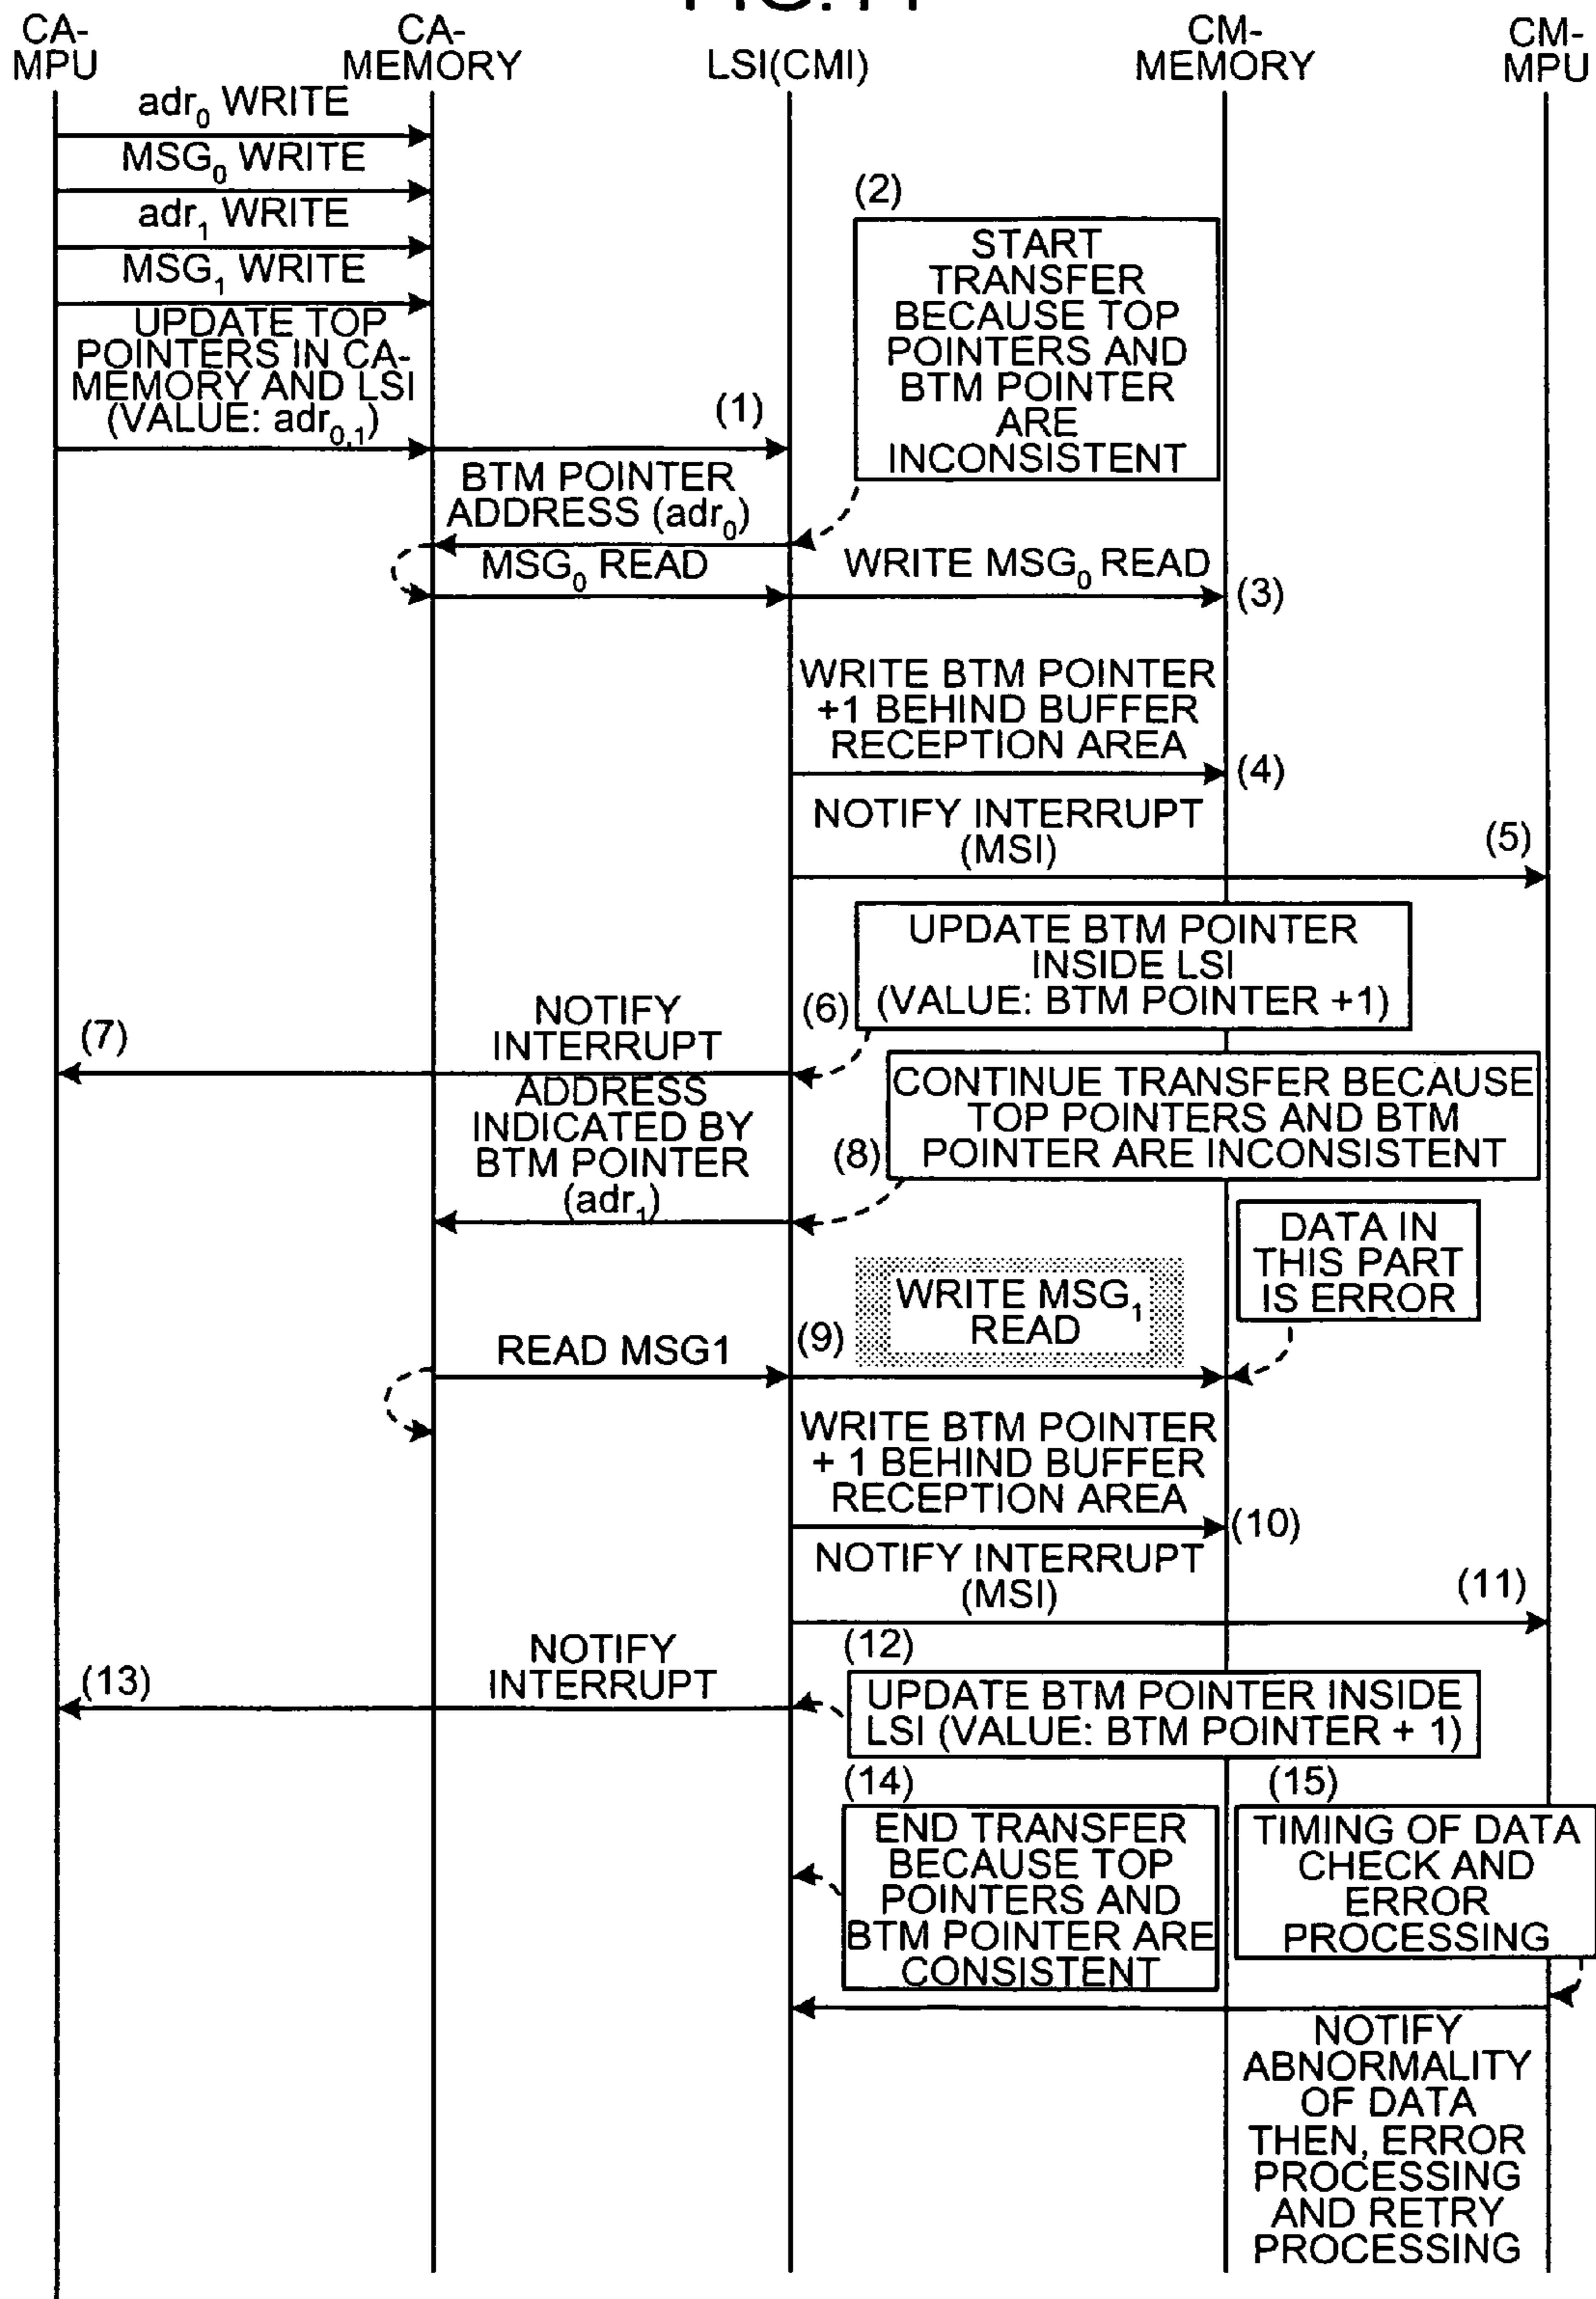 FIG. 11
CA-
MPU
CA-
MEMORY
LSI(CMI)
CM-
MEMORY
CM-
MPU
adr₀ WRITE
MSG₀ WRITE
adr₁ WRITE
MSG₁ WRITE
UPDATE TOP
POINTERS IN CA-
MEMORY AND LSI
(VALUE: adr₀,₁)
(1)
(2)
START
TRANSFER
BECAUSE TOP
POINTERS AND
BTM POINTER
ARE
INCONSISTENT
BTM POINTER
ADDRESS (adr₀)
MSG₀ READ
WRITE MSG₀ READ
(3)
WRITE BTM POINTER
+1 BEHIND BUFFER
RECEPTION AREA
(4)
NOTIFY INTERRUPT
(MSI)
(5)
UPDATE BTM POINTER
INSIDE LSI
(VALUE: BTM POINTER +1)
(6)
NOTIFY
INTERRUPT
(7)
CONTINUE TRANSFER BECAUSE
TOP POINTERS AND BTM
POINTER ARE INCONSISTENT
(8)
ADDRESS
INDICATED BY
BTM POINTER
(adr₁)
DATA IN
THIS PART
IS ERROR
WRITE MSG₁
READ
(9)
READ MSG1
WRITE BTM POINTER
+ 1 BEHIND BUFFER
RECEPTION AREA
(10)
NOTIFY INTERRUPT
(MSI)
(11)
(12)
UPDATE BTM POINTER INSIDE
LSI (VALUE: BTM POINTER + 1)
NOTIFY
INTERRUPT
(13)
(14)
END TRANSFER
BECAUSE TOP
POINTERS AND
BTM POINTER ARE
CONSISTENT
(15)
TIMING OF DATA
CHECK AND
ERROR
PROCESSING
NOTIFY
ABNORMALITY
OF DATA
THEN, ERROR
PROCESSING
AND RETRY
PROCESSING